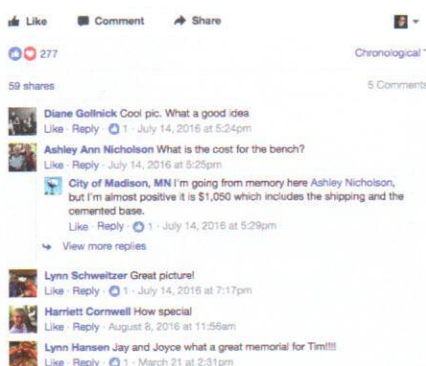 Like Comment Share
277 Chronological
59 shares 5 Comments
Diane Gollnick Cool pic. What a good idea
Like · Reply · 1 · July 14, 2016 at 5:24pm
Ashley Ann Nicholson What is the cost for the bench?
Like · Reply · July 14, 2016 at 5:25pm
City of Madison, MN I'm going from memory here Ashley Nicholson,
but I'm almost positive it is $1,050 which includes the shipping and the
cemented base.
Like · Reply · 1 · July 14, 2016 at 5:29pm
View more replies
Lynn Schweitzer Great picture!
Like · Reply · 1 · July 14, 2016 at 7:17pm
Harriett Cornwell How special
Like · Reply · August 8, 2016 at 11:56am
Lynn Hansen Jay and Joyce what a great memorial for Tim!!!!
Like · Reply · 1 · March 21 at 2:31pm